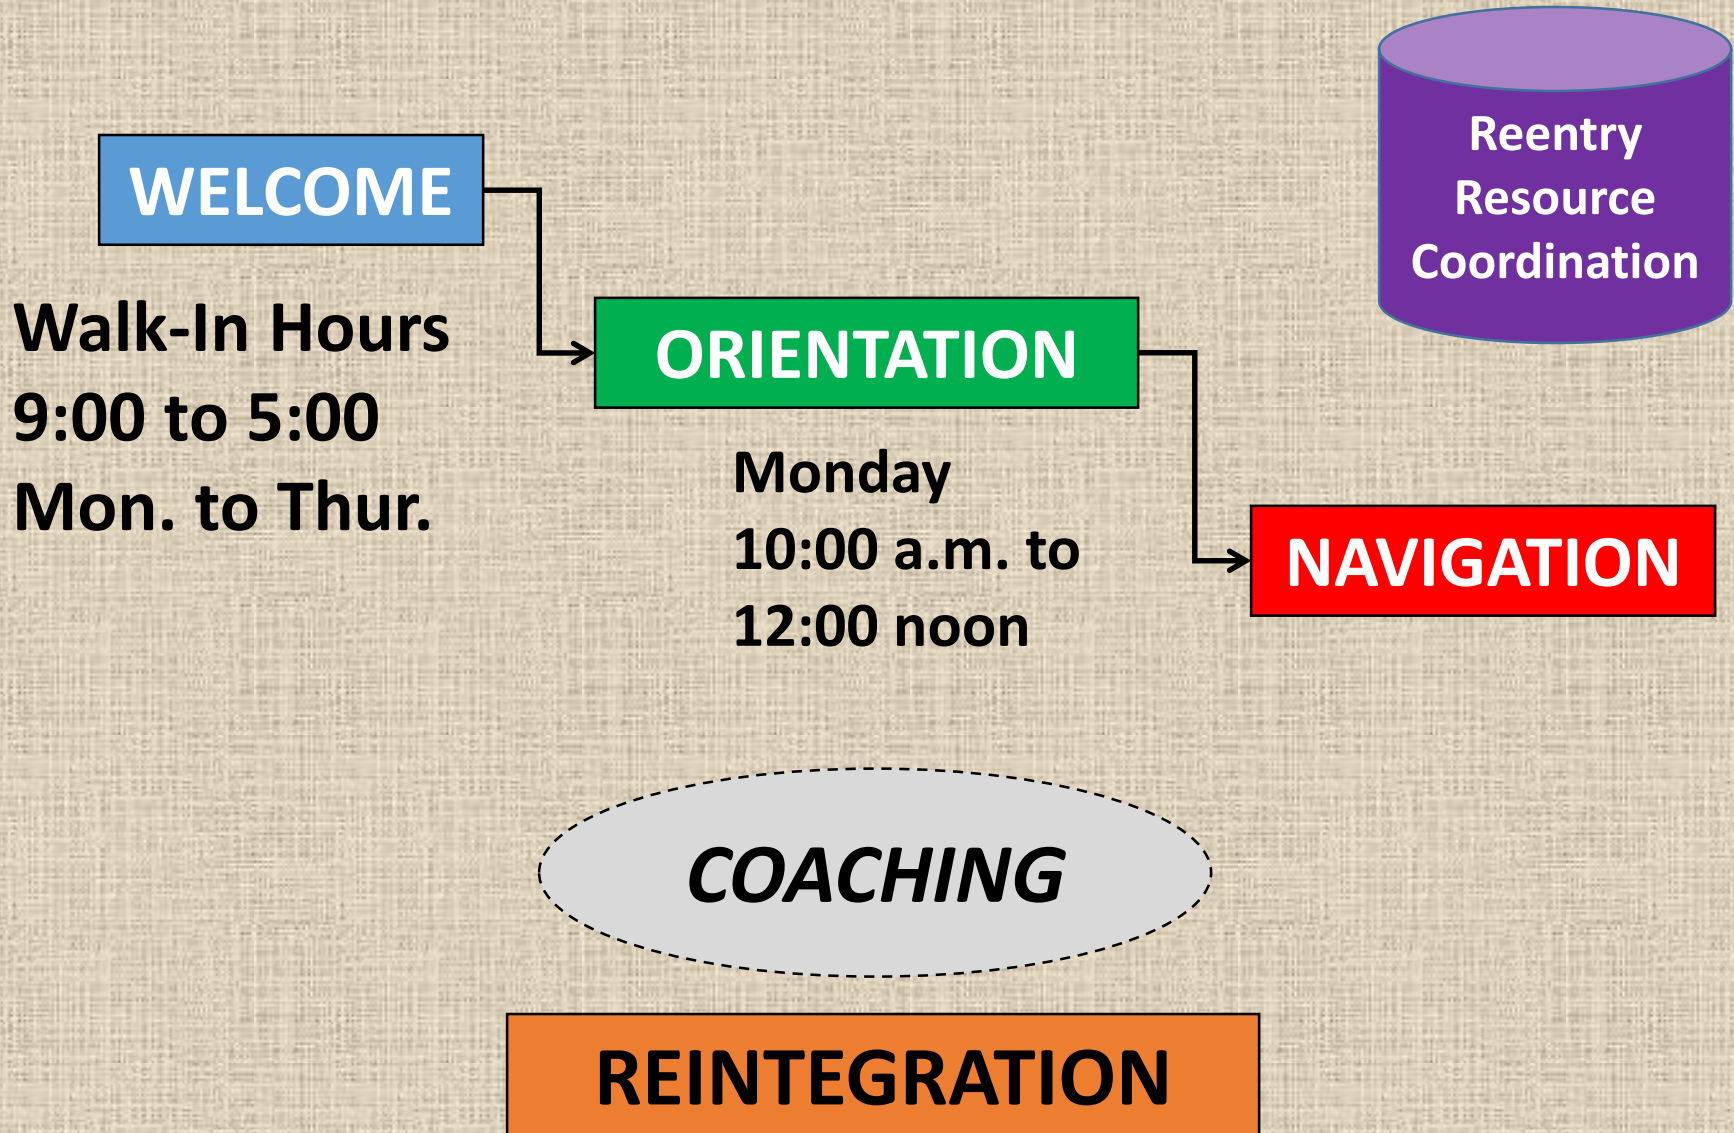 Reentry
Resource
Coordination
WELCOME
Walk-In Hours
9:00 to 5:00
Mon. to Thur.
ORIENTATION
Monday
10:00 a.m. to
12:00 noon
NAVIGATION
COACHING
REINTEGRATION